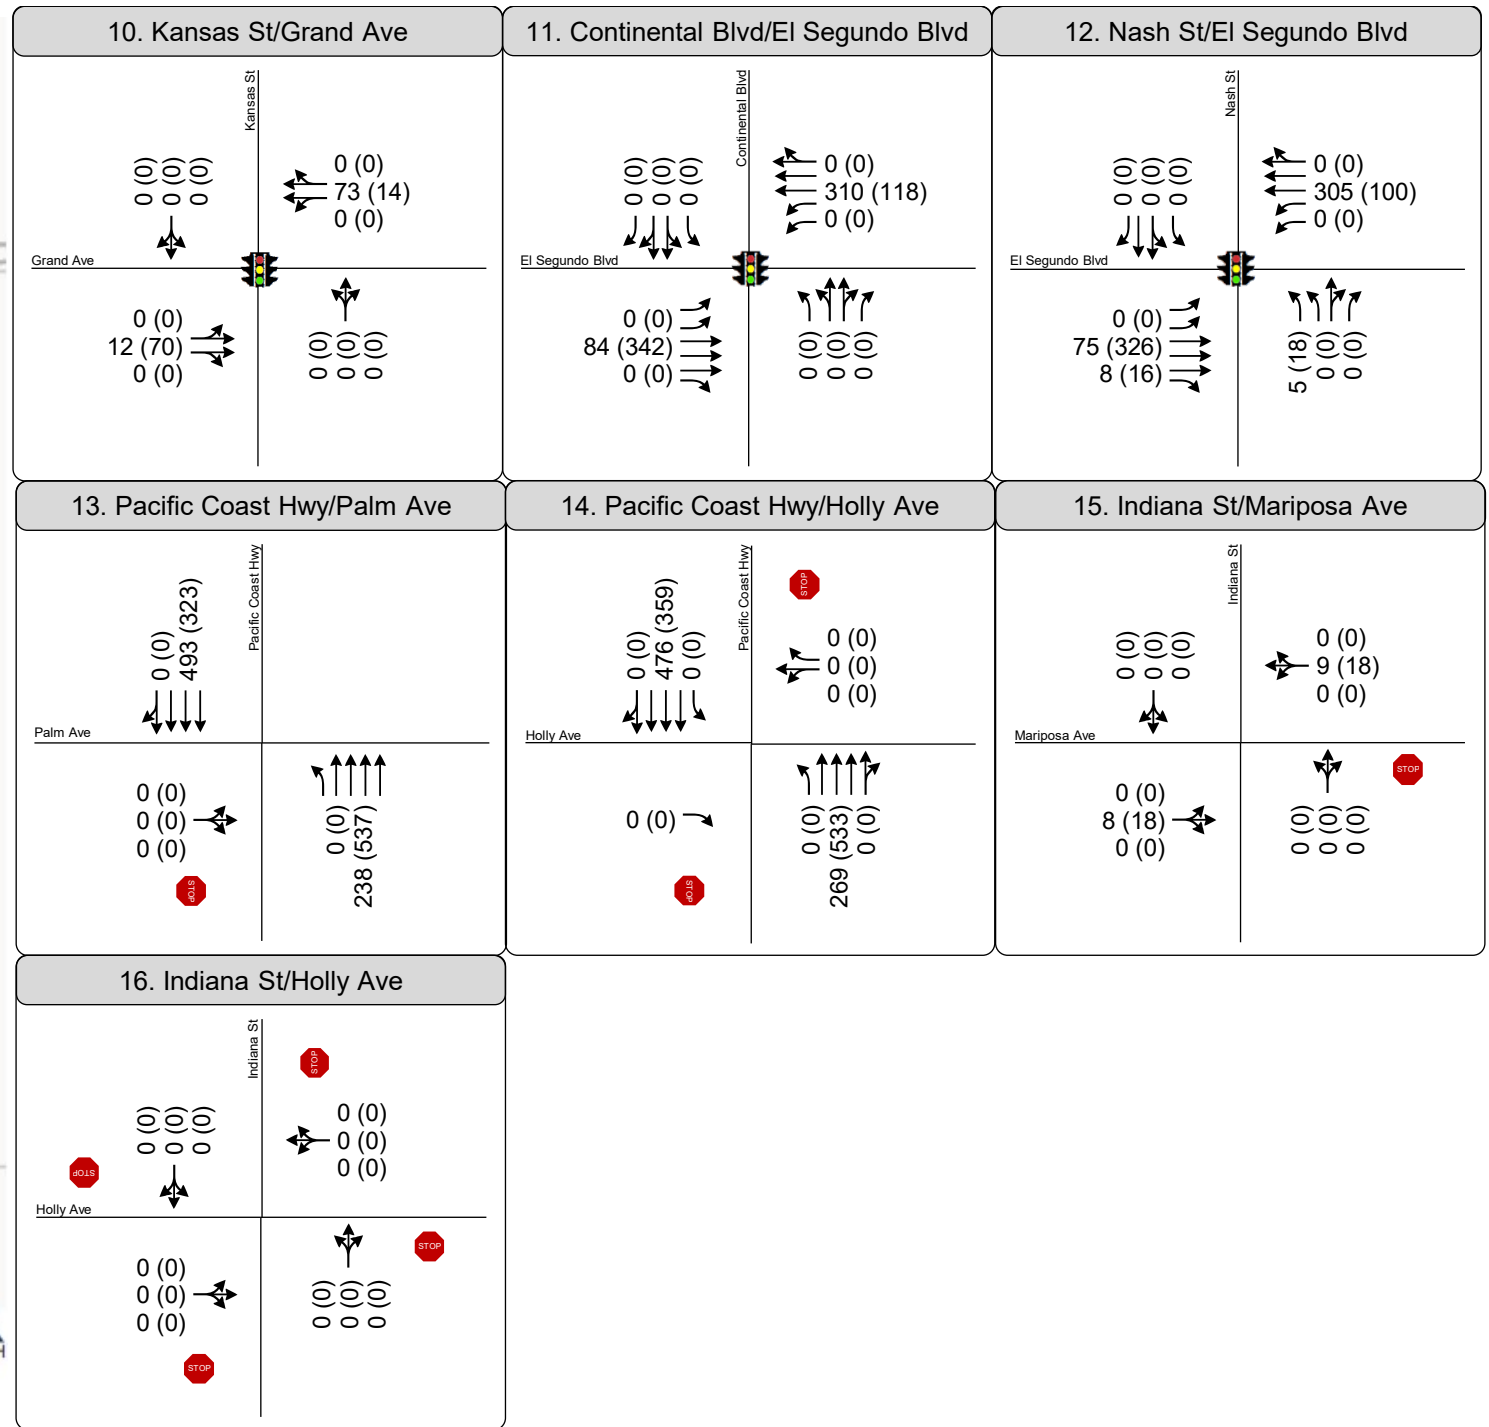 10. Kansas St/Grand Ave
Kansas St
0 (0)
0 (0)
0 (0)
0 (0)
73 (14)
0 (0)
Grand Ave
0 (0)
12 (70)
0 (0)
0 (0)
0 (0)
0 (0)
11. Continental Blvd/El Segundo Blvd
Continental Blvd
0 (0)
0 (0)
0 (0)
0 (0)
310 (118)
0 (0)
El Segundo Blvd
0 (0)
84 (342)
0 (0)
0 (0)
0 (0)
0 (0)
12. Nash St/El Segundo Blvd
Nash St
0 (0)
0 (0)
0 (0)
0 (0)
305 (100)
0 (0)
El Segundo Blvd
0 (0)
75 (326)
8 (16)
5 (18)
0 (0)
0 (0)
13. Pacific Coast Hwy/Palm Ave
Pacific Coast Hwy
0 (0)
493 (323)
Palm Ave
0 (0)
0 (0)
0 (0)
STOP
0 (0)
238 (537)
14. Pacific Coast Hwy/Holly Ave
Pacific Coast Hwy
STOP
0 (0)
476 (359)
0 (0)
0 (0)
0 (0)
0 (0)
Holly Ave
0 (0)
STOP
0 (0)
269 (533)
0 (0)
15. Indiana St/Mariposa Ave
Indiana St
0 (0)
0 (0)
0 (0)
0 (0)
9 (18)
0 (0)
Mariposa Ave
STOP
0 (0)
8 (18)
0 (0)
0 (0)
0 (0)
0 (0)
16. Indiana St/Holly Ave
Indiana St
STOP
0 (0)
0 (0)
0 (0)
0 (0)
0 (0)
0 (0)
STOP
Holly Ave
STOP
0 (0)
0 (0)
0 (0)
0 (0)
0 (0)
0 (0)
STOP